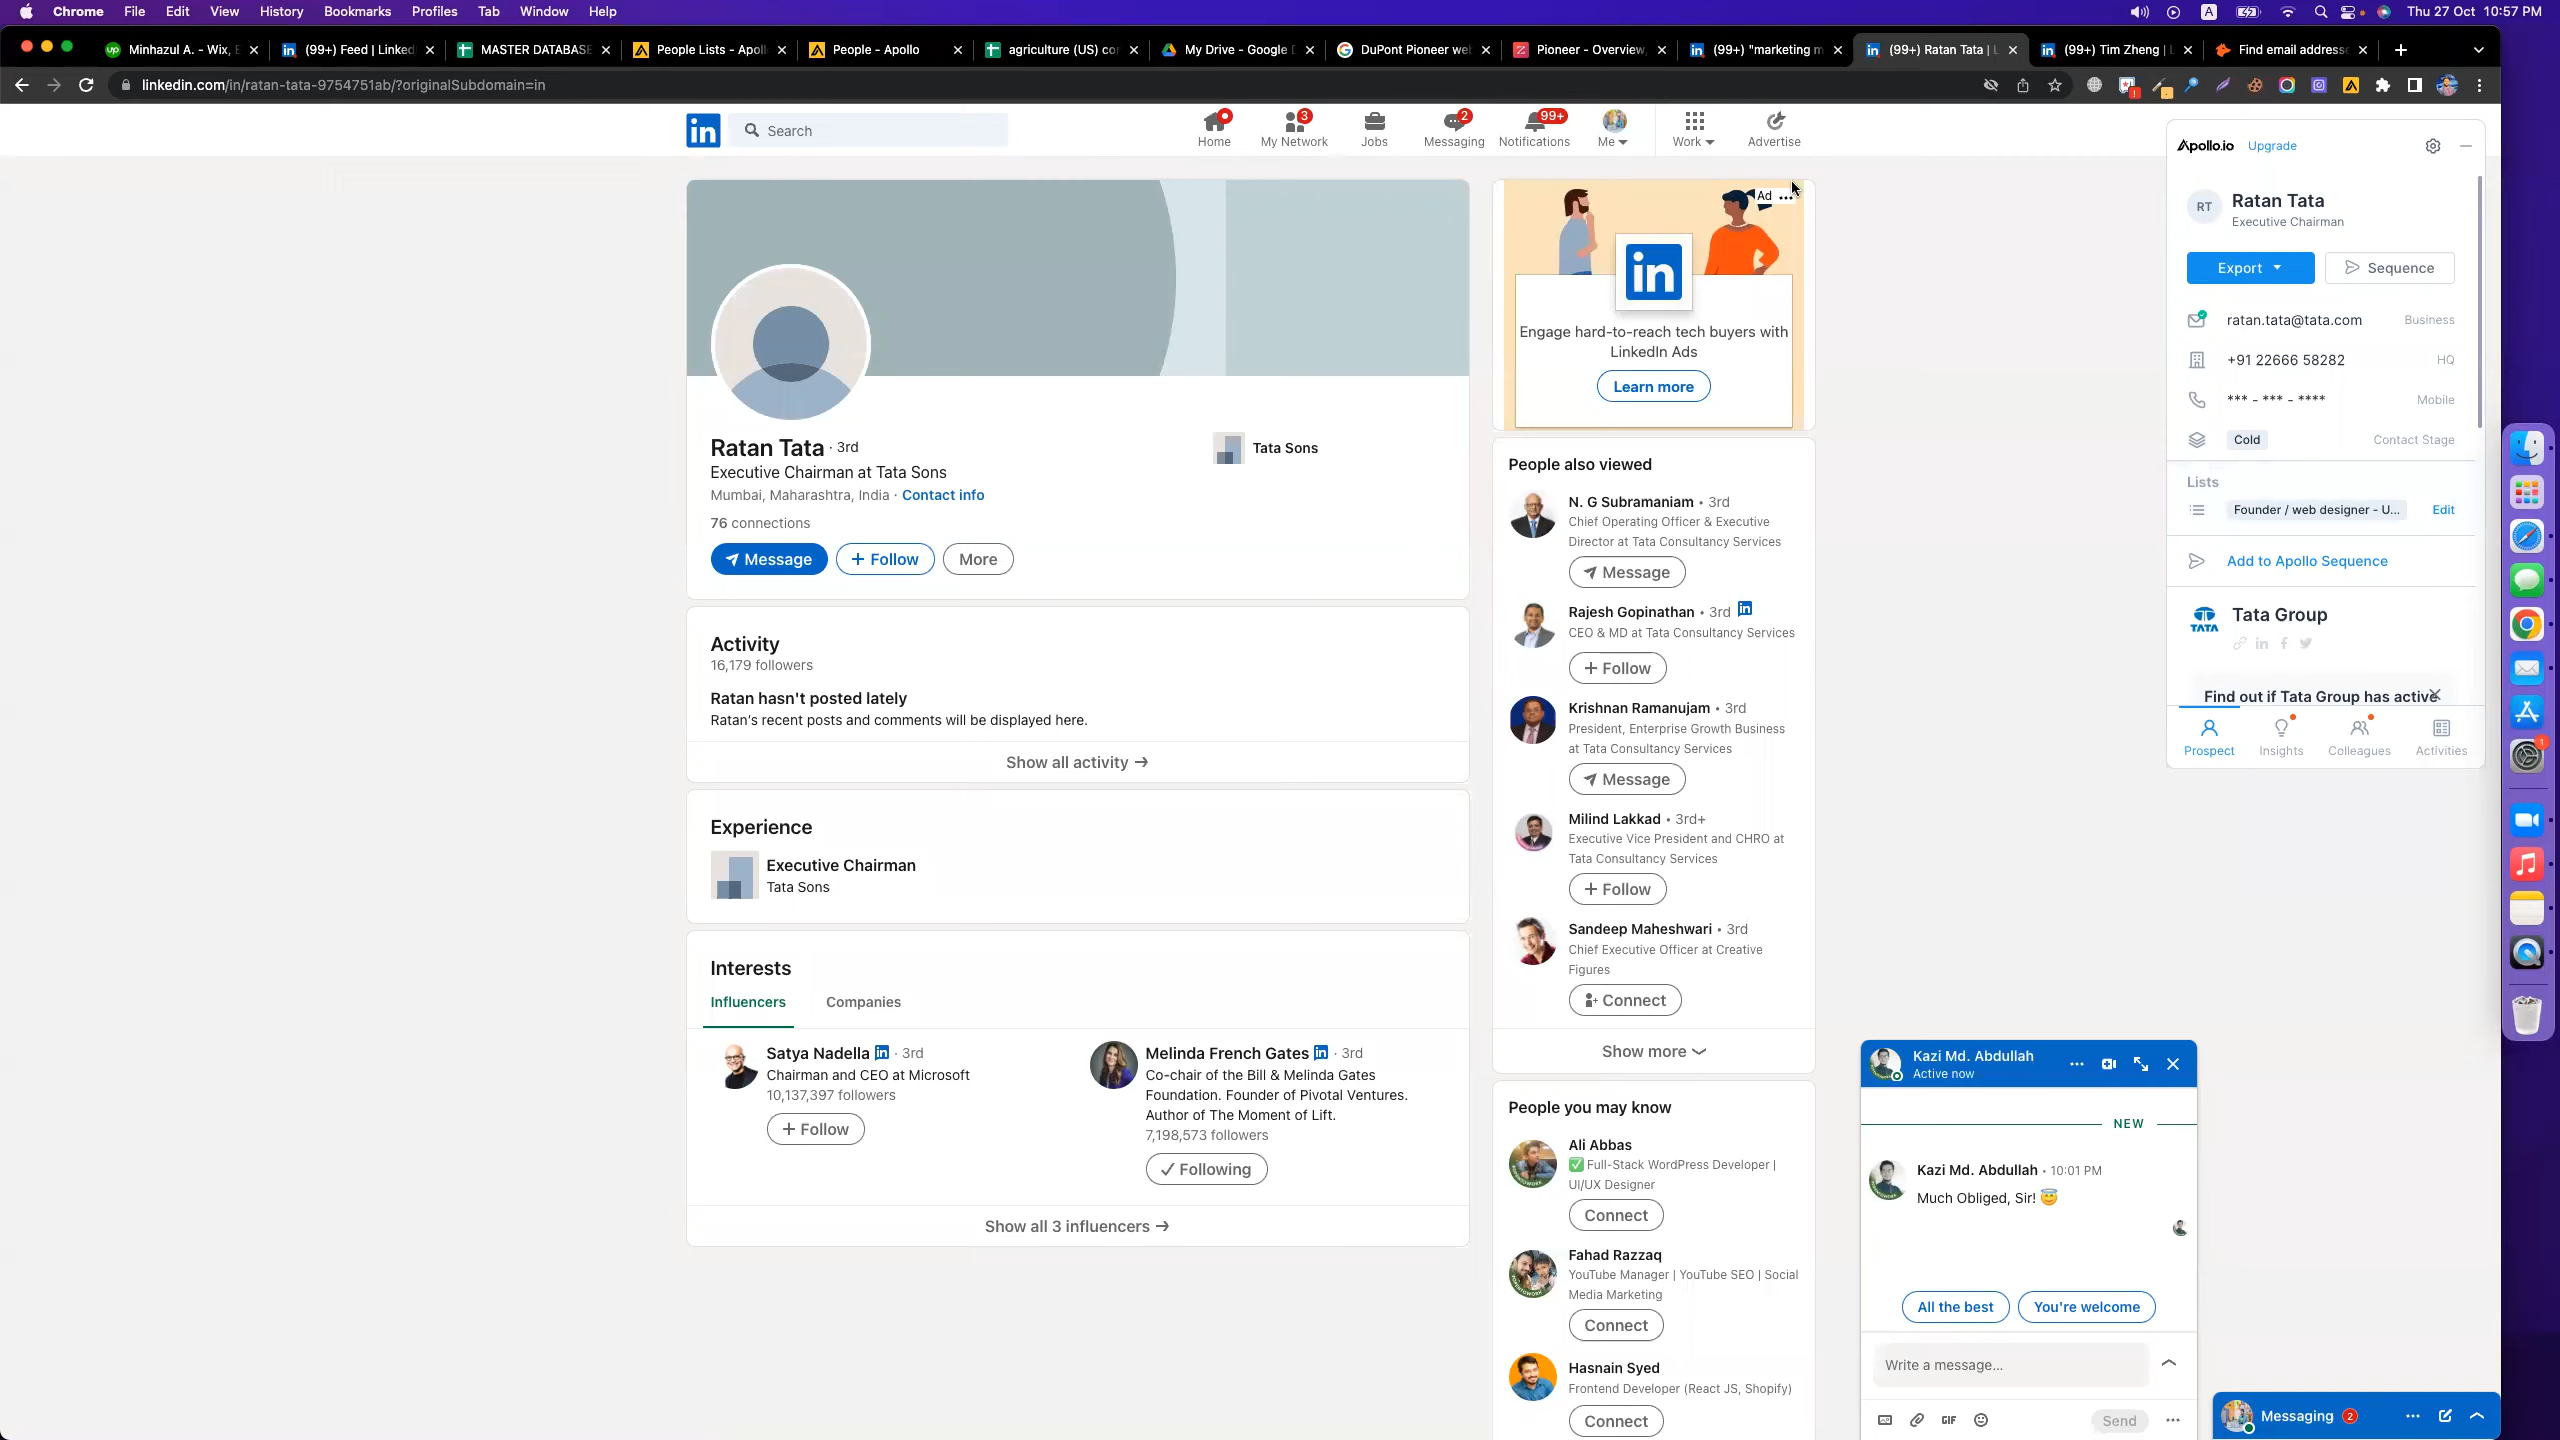 Chrome File Edit View History Bookmarks Profiles Tab Window Help
A Thu 27 Oct 10:57 PM
up Minhazul A. - Wix, E
(99+) Feed | Linked
MASTER DATABASE
People Lists - Apoll
People - Apollo
agriculture (US) co
My Drive - Google D
DuPont Pioneer we
Pioneer - Overview,
(99+) "marketing m
(99+) Ratan Tata | L
(99+) Tim Zheng | L
Find email addresse
linkedin.com/in/ratan-tata-9754751ab/?originalSubdomain=in
in Search
Home
3 My Network
Jobs
2 Messaging
99+ Notifications
Me
Work
Advertise
Ratan Tata · 3rd
Executive Chairman at Tata Sons
Mumbai, Maharashtra, India · Contact info
76 connections
Message + Follow More
Tata Sons
Activity
16,179 followers
Ratan hasn't posted lately
Ratan's recent posts and comments will be displayed here.
Show all activity →
Experience
Executive Chairman
Tata Sons
Interests
Influencers Companies
Satya Nadella in · 3rd
Chairman and CEO at Microsoft
10,137,397 followers
+ Follow
Melinda French Gates in · 3rd
Co-chair of the Bill & Melinda Gates
Foundation. Founder of Pivotal Ventures.
Author of The Moment of Lift.
7,198,573 followers
✓ Following
Show all 3 influencers →
Ad ...
in
Engage hard-to-reach tech buyers with
LinkedIn Ads
Learn more
People also viewed
N. G Subramaniam • 3rd
Chief Operating Officer & Executive
Director at Tata Consultancy Services
Message
Rajesh Gopinathan • 3rd in
CEO & MD at Tata Consultancy Services
+ Follow
Krishnan Ramanujam • 3rd
President, Enterprise Growth Business
at Tata Consultancy Services
Message
Milind Lakkad • 3rd+
Executive Vice President and CHRO at
Tata Consultancy Services
+ Follow
Sandeep Maheshwari • 3rd
Chief Executive Officer at Creative
Figures
Connect
Show more
People you may know
Ali Abbas
✅ Full-Stack WordPress Developer |
UI/UX Designer
Connect
Fahad Razzaq
YouTube Manager | YouTube SEO | Social
Media Marketing
Connect
Hasnain Syed
Frontend Developer (React JS, Shopify)
Connect
Apollo.io Upgrade
RT Ratan Tata
Executive Chairman
Export Sequence
ratan.tata@tata.com Business
+91 22666 58282 HQ
*** - *** - **** Mobile
Cold Contact Stage
Lists
Founder / web designer - U... Edit
Add to Apollo Sequence
TATA Tata Group
Find out if Tata Group has active
Prospect Insights Colleagues Activities
1
Kazi Md. Abdullah
Active now
NEW
Kazi Md. Abdullah • 10:01 PM
Much Obliged, Sir! 😇
All the best You're welcome
Write a message...
GIF Send
Messaging 2